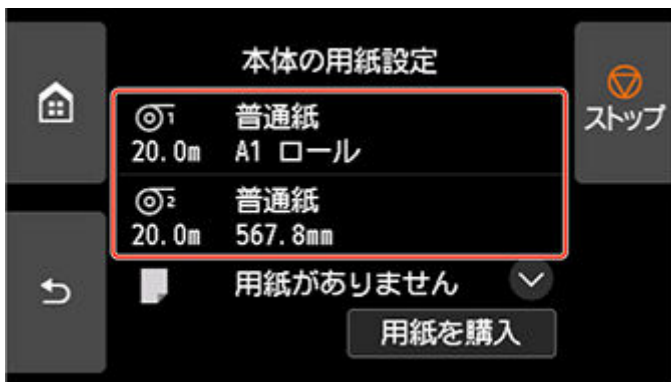 本体の用紙設定
ストップ
1 普通紙
20.0m A1 ロール
2 普通紙
20.0m 567.8mm
用紙がありません
用紙を購入